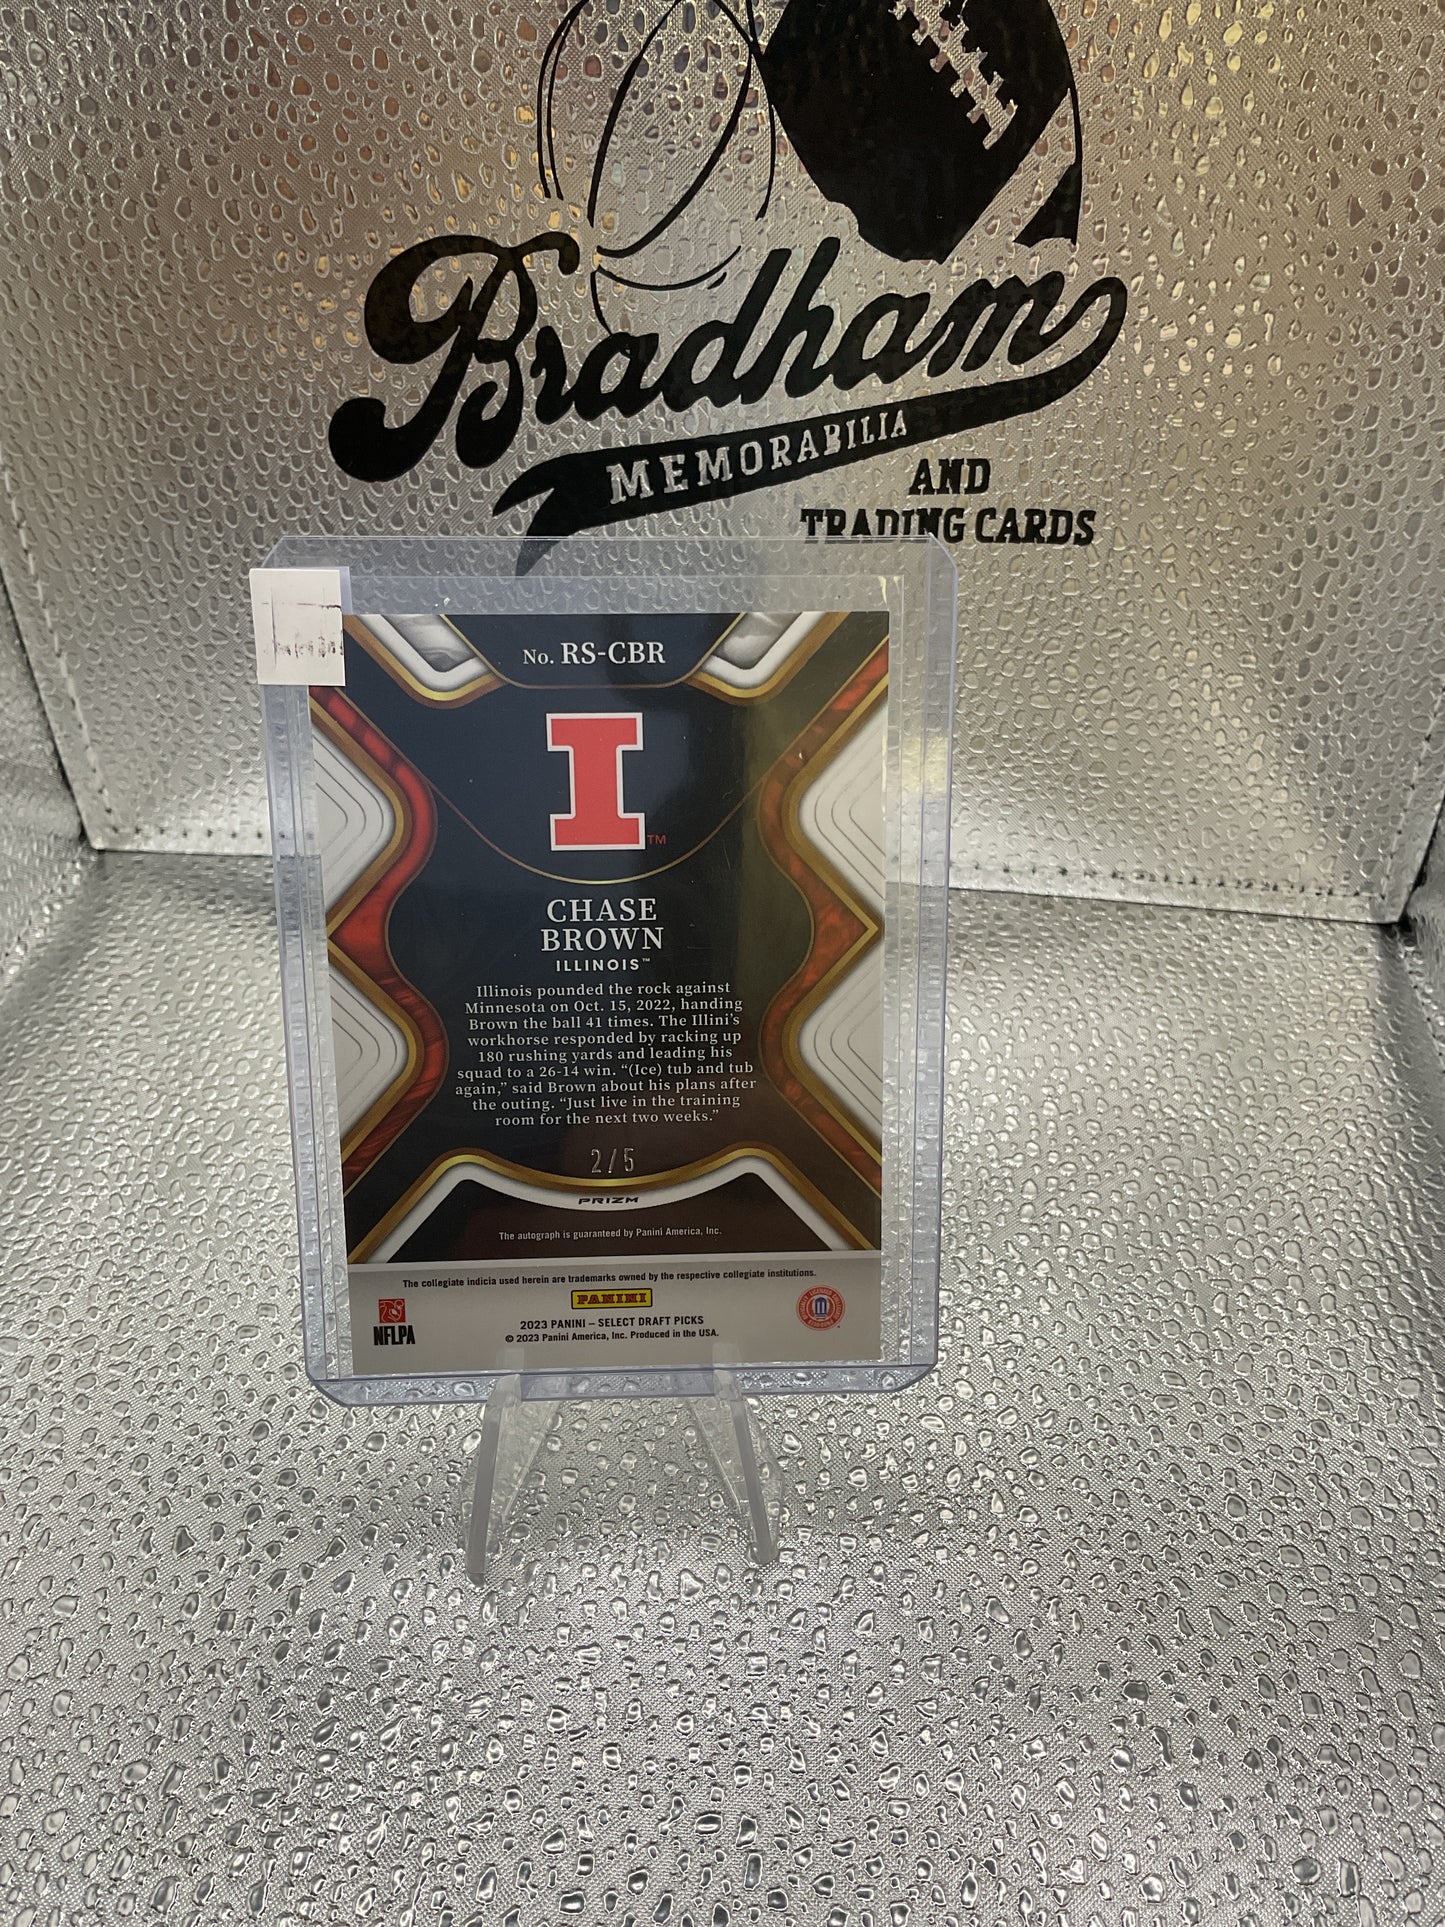 Bradham
MEMORABILIA
AND
TRADING CARDS
No. RS-CBR
I
TM
CHASE
BROWN
ILLINOIS™
Illinois pounded the rock against
Minnesota on Oct. 15, 2022, handing
Brown the ball 41 times. The Illini's
workhorse responded by racking up
180 rushing yards and leading his
squad to a 26-14 win. “(Ice) tub and tub
again,” said Brown about his plans after
the outing. “Just live in the training
room for the next two weeks.”
2/5
PRIZM
The autograph is guaranteed by Panini America, Inc.
The collegiate indicia used herein are trademarks owned by the respective collegiate institutions.
PANINI
NFLPA
2023 PANINI – SELECT DRAFT PICKS
© 2023 Panini America, Inc. Produced in the USA.